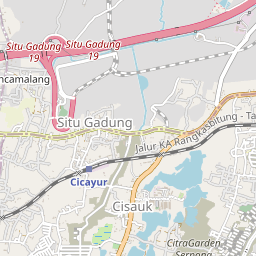 Situ Gadung
19
Situ Gadung
19
ncamalang
Situ Gadung
Jalur KA Rangkasbitung - Ta
Cicayur
Cisauk
CitraGarden
Serpong